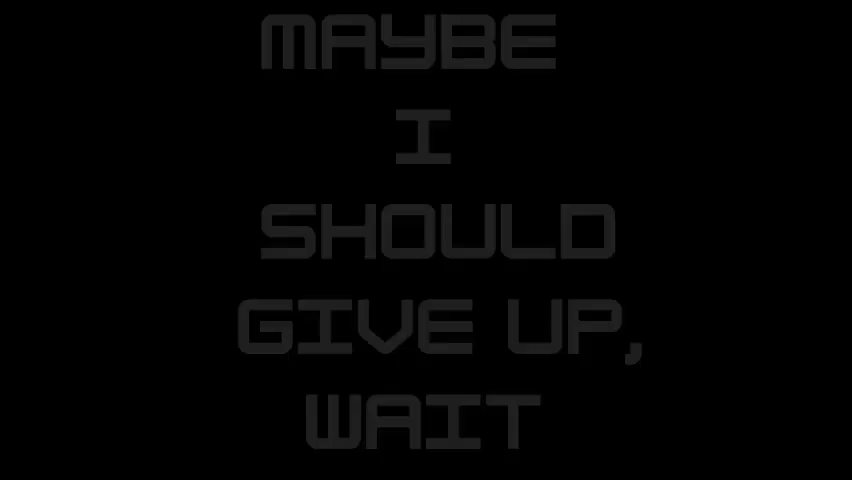 MAYBE
I
SHOULD
GIVE UP,
WAIT